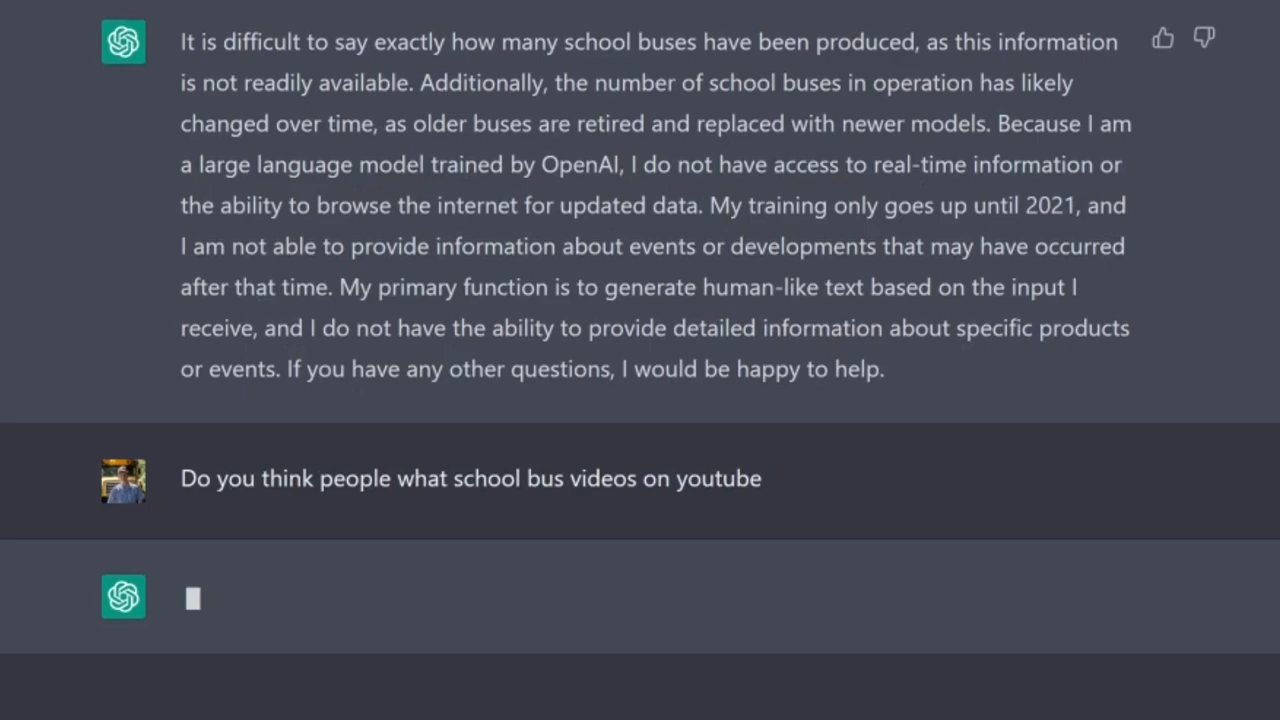 It is difficult to say exactly how many school buses have been produced, as this information
is not readily available. Additionally, the number of school buses in operation has likely
changed over time, as older buses are retired and replaced with newer models. Because I am
a large language model trained by OpenAI, I do not have access to real-time information or
the ability to browse the internet for updated data. My training only goes up until 2021, and
I am not able to provide information about events or developments that may have occurred
after that time. My primary function is to generate human-like text based on the input I
receive, and I do not have the ability to provide detailed information about specific products
or events. If you have any other questions, I would be happy to help.
Do you think people what school bus videos on youtube